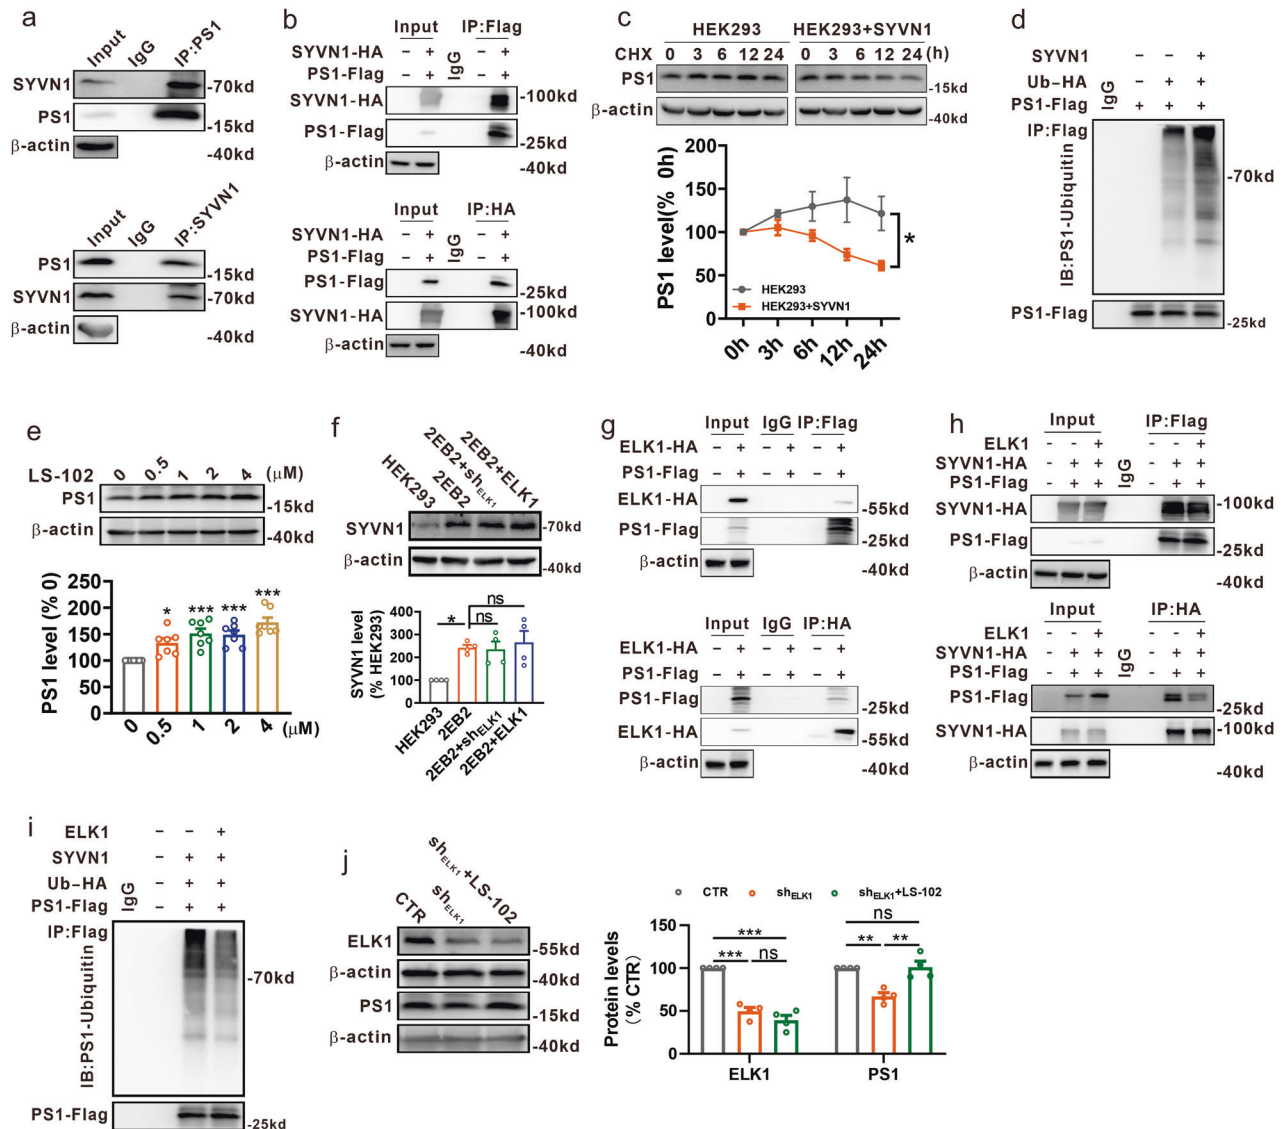 a
Input IgG IP:PS1
SYVN1 -70kd
PS1 -15kd
β-actin -40kd
Input IgG IP:SYVN1
PS1 -15kd
SYVN1 -70kd
β-actin -40kd
b
Input IP:Flag
SYVN1-HA - + IgG +
PS1-Flag - + +
SYVN1-HA -100kd
PS1-Flag -25kd
β-actin -40kd
Input IP:HA
SYVN1-HA - + IgG +
PS1-Flag - + +
PS1-Flag -25kd
SYVN1-HA -100kd
β-actin -40kd
c
HEK293 HEK293+SYVN1
CHX 0 3 6 12 24 0 3 6 12 24 (h)
PS1 -15kd
β-actin -40kd
PS1 level(% 0h)
200
150
100
50
0
*
HEK293
HEK293+SYVN1
0h 3h 6h 12h 24h
d
SYVN1 - - +
Ub-HA - + +
PS1-Flag IgG + + +
IP:Flag
IB:PS1-Ubiquitin
-70kd
PS1-Flag -25kd
e
LS-102 0 0.5 1 2 4 (μM)
PS1 -15kd
β-actin -40kd
PS1 level (% 0)
250
200
150
100
50
0
* *** *** ***
0 0.5 1 2 4 (μM)
f
HEK293 2EB2 2EB2+shELK1 2EB2+ELK1
SYVN1 -70kd
β-actin -40kd
SYVN1 level
(% HEK293)
400
300
200
100
0
* ns ns
HEK293 2EB2 2EB2+shELK1 2EB2+ELK1
g
Input IgG IP:Flag
ELK1-HA - + - + - +
PS1-Flag - + - + - +
ELK1-HA -55kd
PS1-Flag -25kd
β-actin -40kd
Input IgG IP:HA
ELK1-HA - + - + - +
PS1-Flag - + - + - +
PS1-Flag -25kd
ELK1-HA -55kd
β-actin -40kd
h
Input IP:Flag
ELK1 - - + - +
SYVN1-HA - + + IgG + +
PS1-Flag - + + + +
SYVN1-HA -100kd
PS1-Flag -25kd
β-actin -40kd
Input IP:HA
ELK1 - - + - +
SYVN1-HA - + + IgG + +
PS1-Flag - + + + +
PS1-Flag -25kd
SYVN1-HA -100kd
β-actin -40kd
i
ELK1 - - +
SYVN1 - + +
Ub-HA - + +
PS1-Flag IgG - + +
IP:Flag
IB:PS1-Ubiquitin
-70kd
PS1-Flag -25kd
j
CTR shELK1 shELK1+LS-102
ELK1 -55kd
β-actin -40kd
PS1 -15kd
β-actin -40kd
CTR shELK1 shELK1+LS-102
Protein levels
(% CTR)
150
100
50
0
*** *** ns
ns ** **
ELK1 PS1